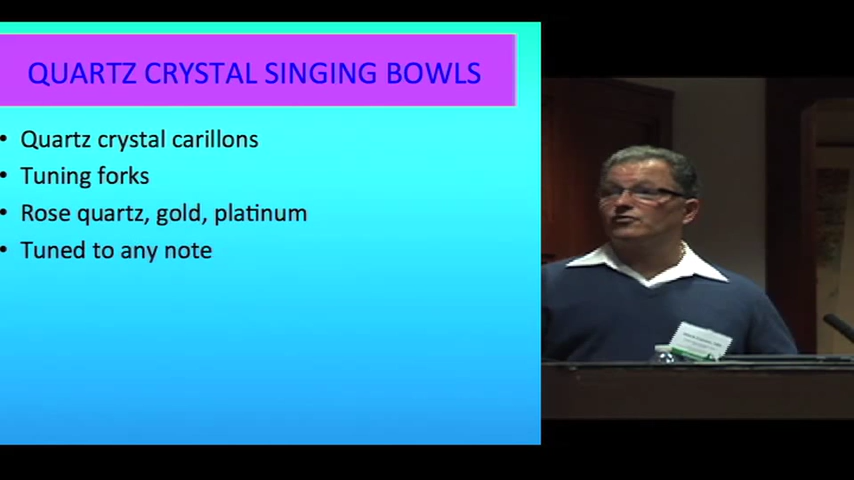 QUARTZ CRYSTAL SINGING BOWLS
• Quartz crystal carillons
• Tuning forks
• Rose quartz, gold, platinum
• Tuned to any note